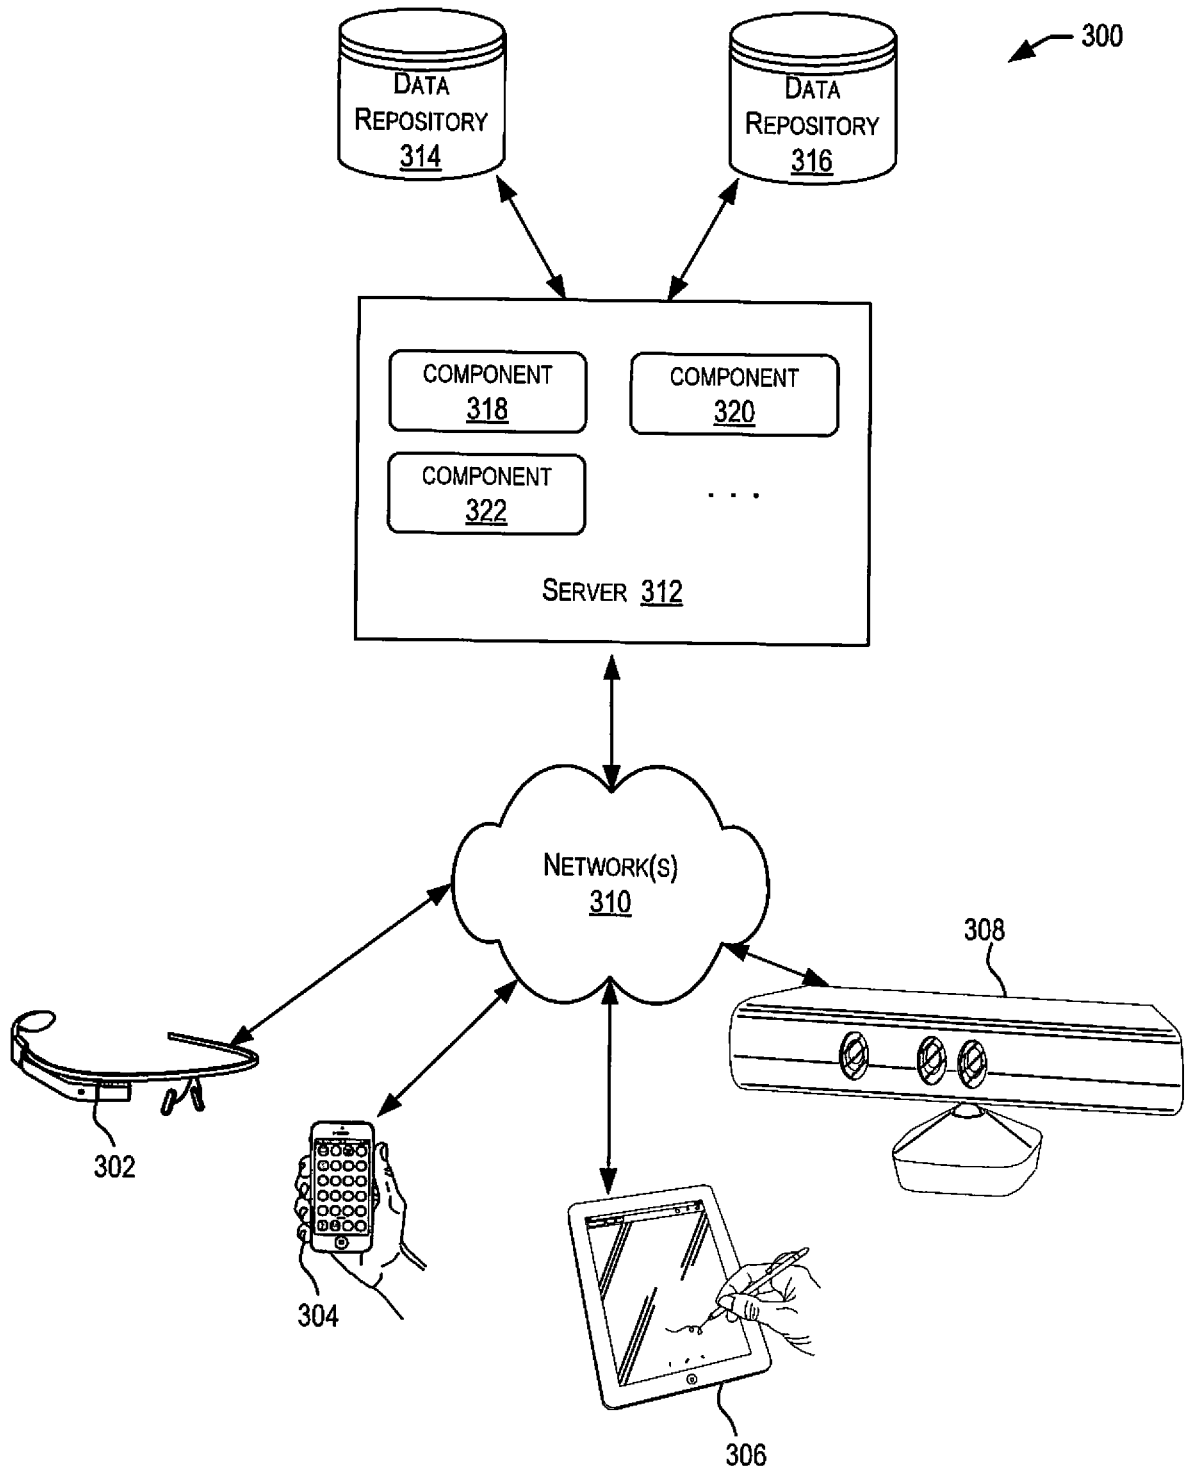 300
DATA
REPOSITORY
314
DATA
REPOSITORY
316
COMPONENT
318
COMPONENT
320
COMPONENT
322
. . .
SERVER 312
NETWORK(S)
310
308
302
304
306